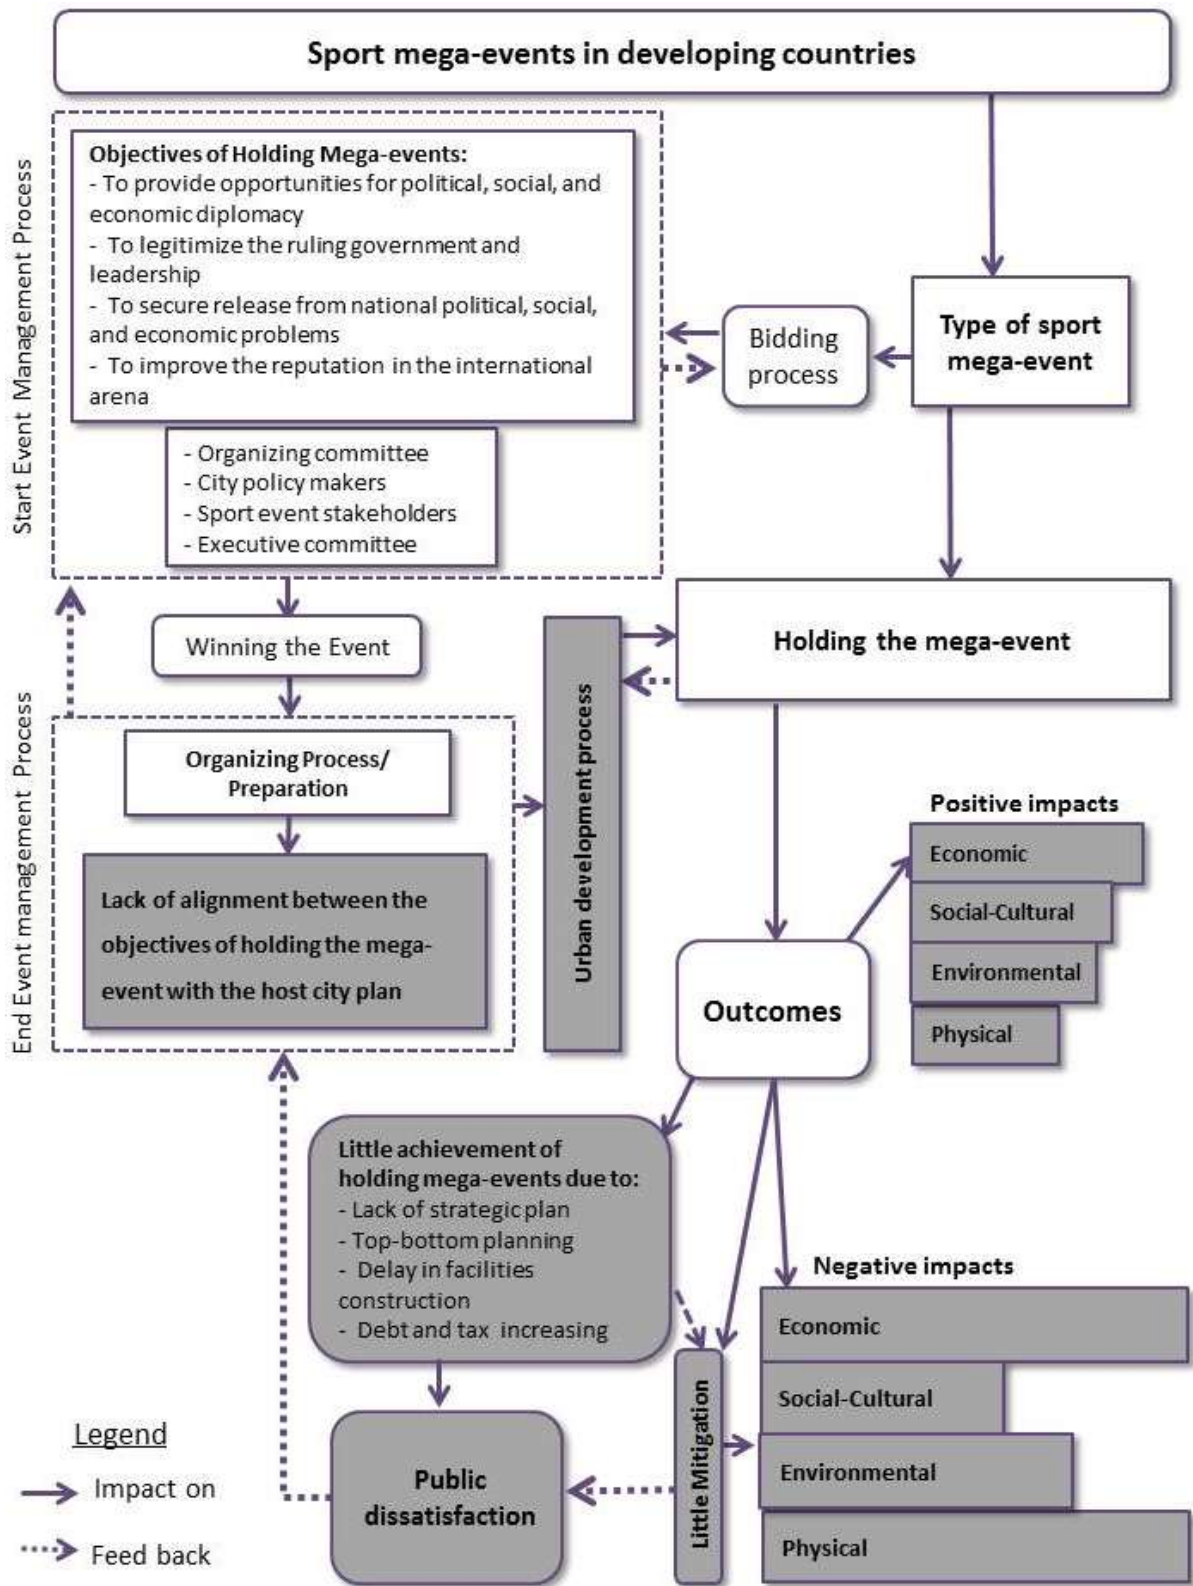 Sport mega-events in developing countries
Start Event Management Process
Objectives of Holding Mega-events:
- To provide opportunities for political, social, and
economic diplomacy
- To legitimize the ruling government and
leadership
- To secure release from national political, social,
and economic problems
- To improve the reputation in the international
arena
Bidding
process
Type of sport
mega-event
- Organizing committee
- City policy makers
- Sport event stakeholders
- Executive committee
Winning the Event
Holding the mega-event
End Event management Process
Organizing Process/
Preparation
Lack of alignment between the
objectives of holding the mega-
event with the host city plan
Urban development process
Positive impacts
Economic
Social-Cultural
Environmental
Physical
Outcomes
Little achievement of
holding mega-events due to:
- Lack of strategic plan
- Top-bottom planning
- Delay in facilities
construction
- Debt and tax increasing
Negative impacts
Economic
Social-Cultural
Environmental
Physical
Little Mitigation
Public
dissatisfaction
Legend
Impact on
Feed back